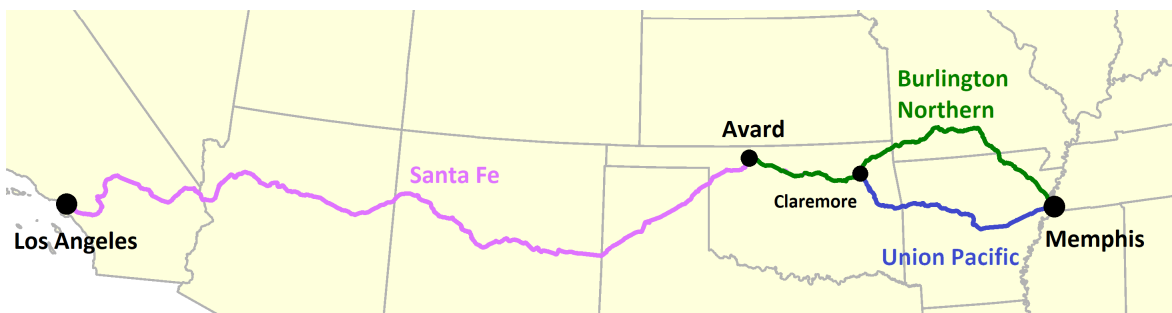 Burlington
Northern
Avard
Santa Fe
Claremore
Los Angeles
Memphis
Union Pacific